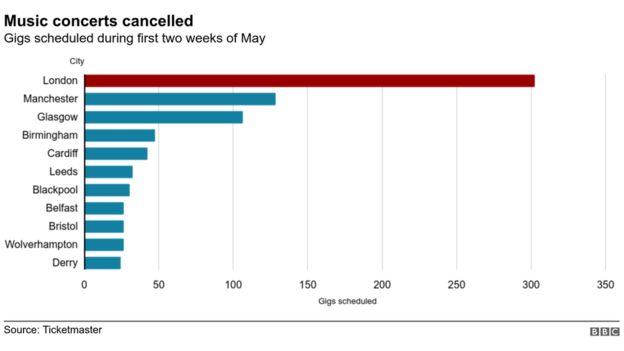 Music concerts cancelled
Gigs scheduled during first two weeks of May
City
London
Manchester
Glasgow
Birmingham
Cardiff
Leeds
Blackpool
Belfast
Bristol
Wolverhampton
Derry
0 50 100 150 200 250 300 350
Gigs scheduled
Source: Ticketmaster
BBC